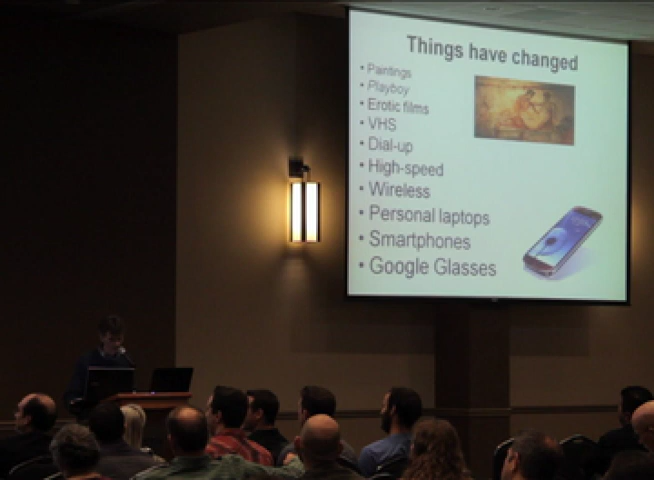 Things have changed
• Paintings
• Playboy
• Erotic films
• VHS
• Dial-up
• High-speed
• Wireless
• Personal laptops
• Smartphones
• Google Glasses